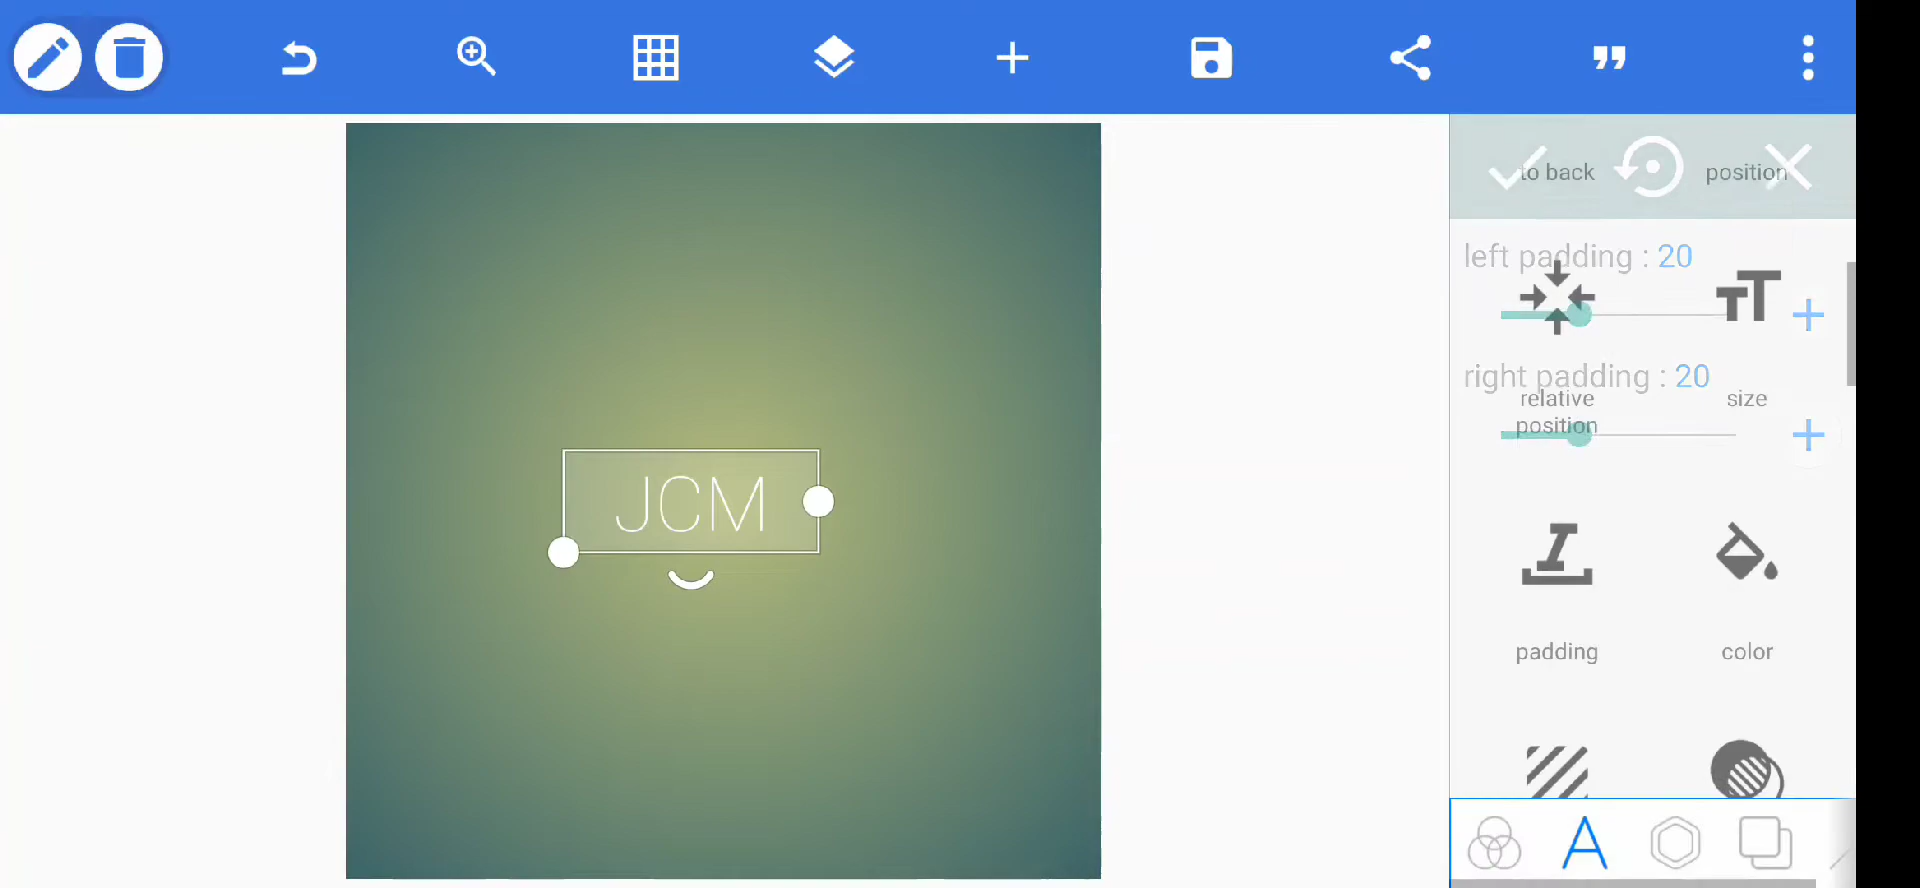 to back
position
left padding : 20
right padding : 20
relative position
size
JCM
padding
color